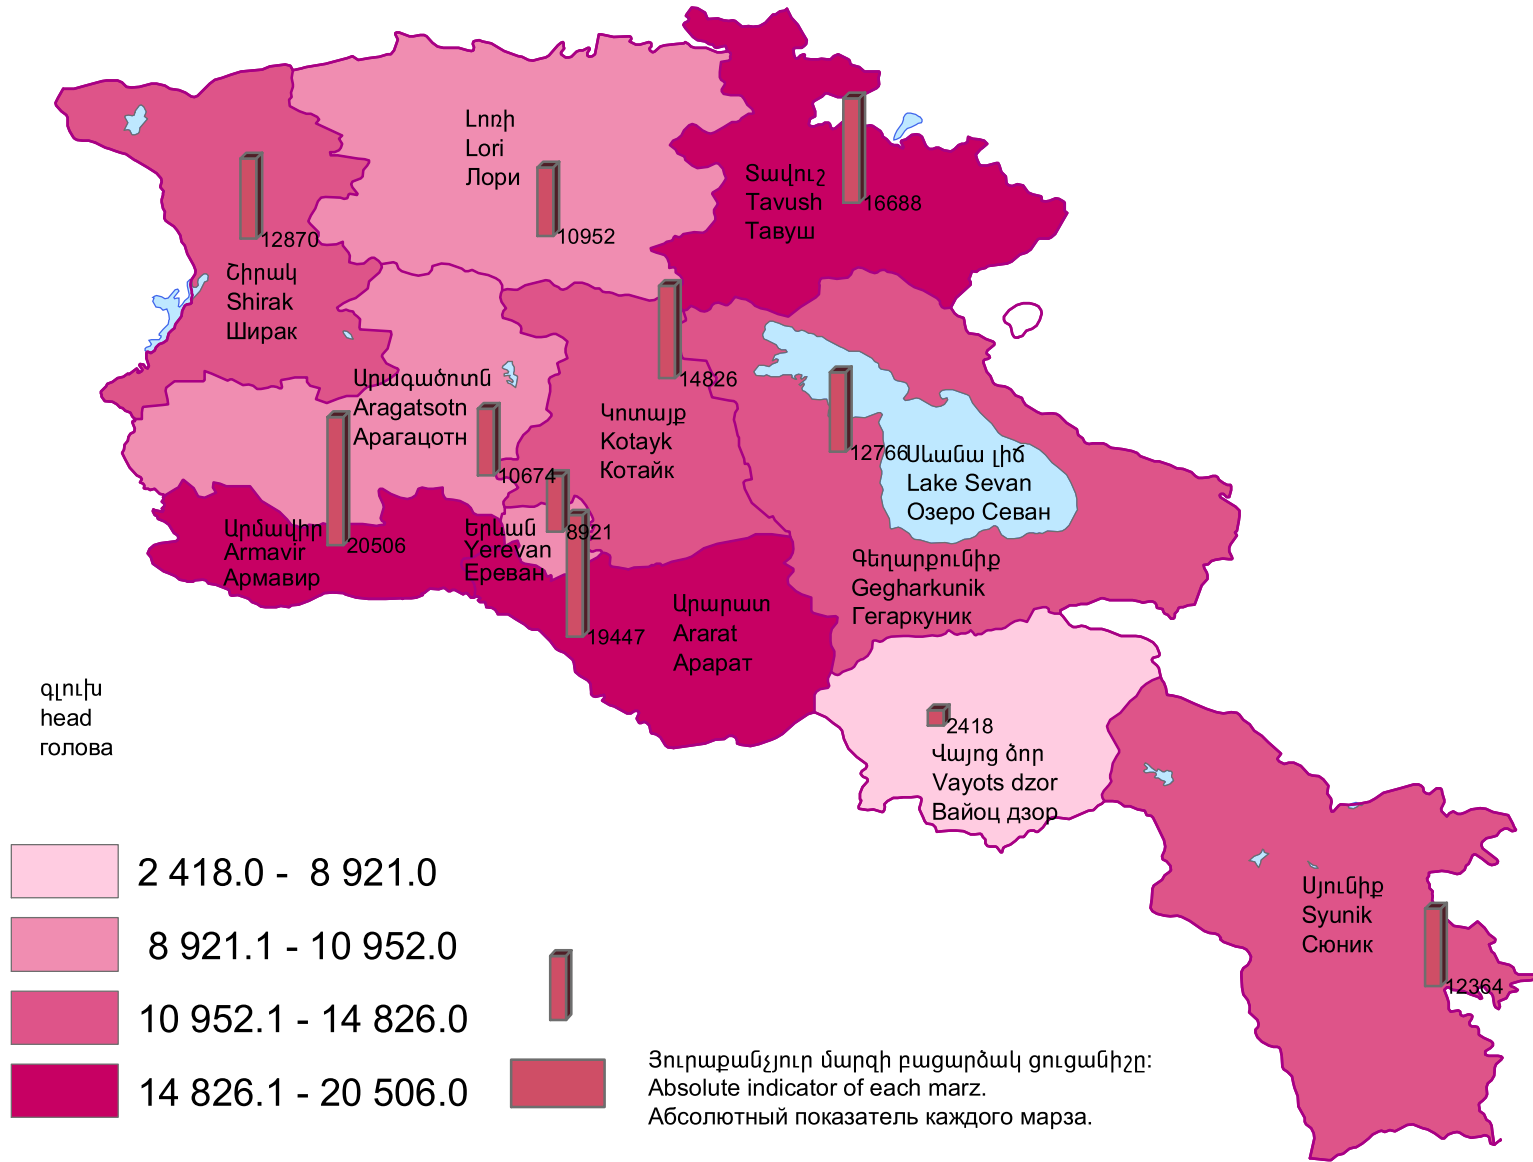 Լոռի
Lori
Лори
10952
Տավուշ
Tavush
Тавуш
16688
12870
Շիրակ
Shirak
Ширак
14826
Արագածոտն
Aragatsotn
Арагацотн
10674
Կոտայք
Kotayk
Котайк
12766
Սևանա լիճ
Lake Sevan
Озеро Севан
Արմավիր
Armavir
Армавир
20506
Երևան
Yerevan
Ереван
8921
Գեղարքունիք
Gegharkunik
Гегаркуник
Արարատ
Ararat
Арарат
19447
գլուխ
head
голова
2418
Վայոց ձոր
Vayots dzor
Вайоц дзор
Սյունիք
Syunik
Сюник
12364
2 418.0 - 8 921.0
8 921.1 - 10 952.0
10 952.1 - 14 826.0
14 826.1 - 20 506.0
Յուրաքանչյուր մարզի բացարձակ ցուցանիշը:
Absolute indicator of each marz.
Абсолютный показатель каждого марза.